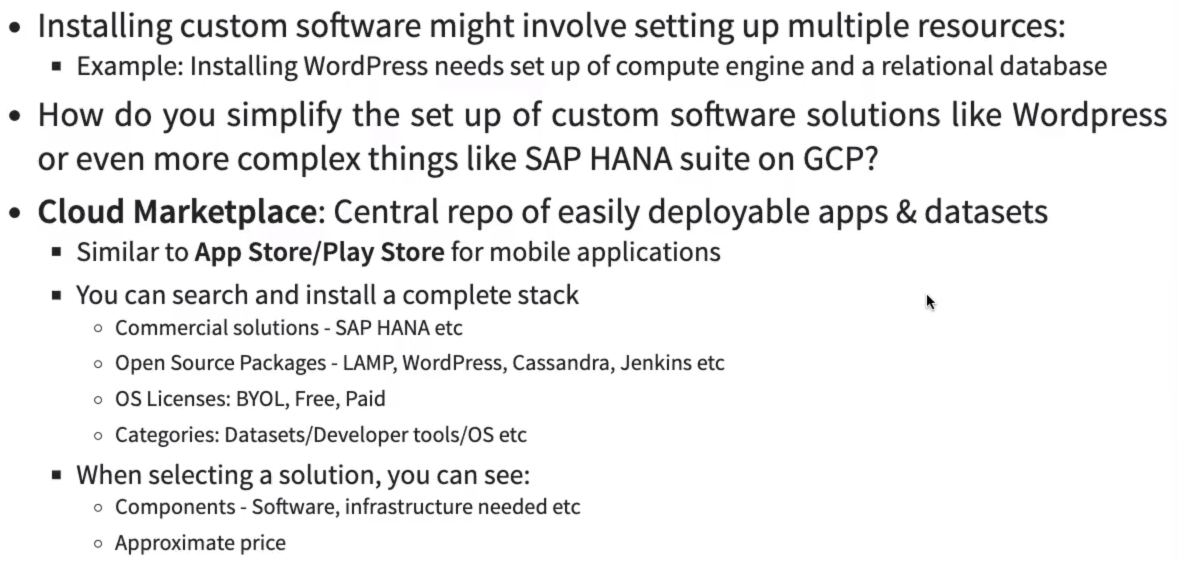 • Installing custom software might involve setting up multiple resources:
▪ Example: Installing WordPress needs set up of compute engine and a relational database
• How do you simplify the set up of custom software solutions like Wordpress
or even more complex things like SAP HANA suite on GCP?
• Cloud Marketplace: Central repo of easily deployable apps & datasets
▪ Similar to App Store/Play Store for mobile applications
▪ You can search and install a complete stack
○ Commercial solutions - SAP HANA etc
○ Open Source Packages - LAMP, WordPress, Cassandra, Jenkins etc
○ OS Licenses: BYOL, Free, Paid
○ Categories: Datasets/Developer tools/OS etc
▪ When selecting a solution, you can see:
○ Components - Software, infrastructure needed etc
○ Approximate price